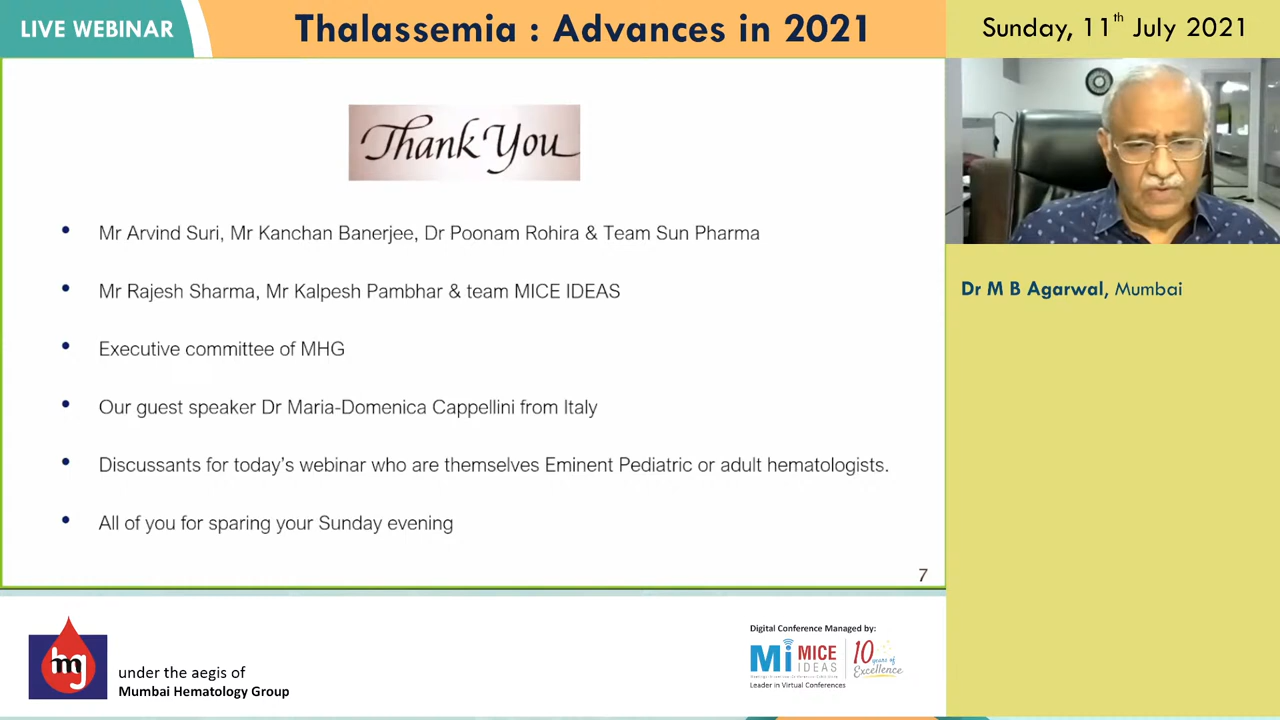 LIVE WEBINAR
Thalassemia : Advances in 2021
Sunday, 11th July 2021
Thank You
• Mr Arvind Suri, Mr Kanchan Banerjee, Dr Poonam Rohira & Team Sun Pharma
• Mr Rajesh Sharma, Mr Kalpesh Pambhar & team MICE IDEAS
• Executive committee of MHG
• Our guest speaker Dr Maria-Domenica Cappellini from Italy
• Discussants for today’s webinar who are themselves Eminent Pediatric or adult hematologists.
• All of you for sparing your Sunday evening
7
Dr M B Agarwal, Mumbai
mg
under the aegis of
Mumbai Hematology Group
Digital Conference Managed by:
Mi MICE IDEAS
10 years of Excellence
Leader in Virtual Conferences